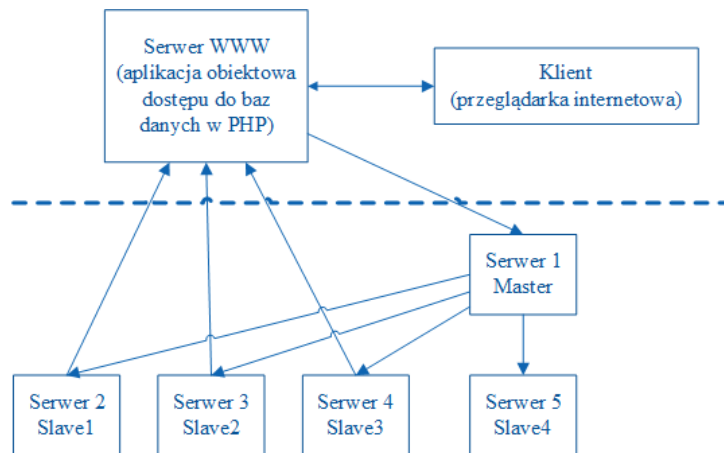 Serwer WWW
(aplikacja obiektowa
dostępu do baz
danych w PHP)
Klient
(przeglądarka internetowa)
Serwer 1
Master
Serwer 2
Slave1
Serwer 3
Slave2
Serwer 4
Slave3
Serwer 5
Slave4